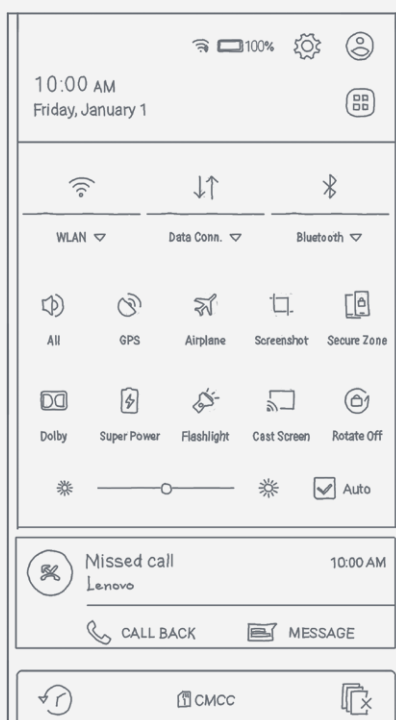 100%
10:00 AM
Friday, January 1
WLAN Data Conn. Bluetooth
All GPS Airplane Screenshot Secure Zone
Dolby Super Power Flashlight Cast Screen Rotate Off
Auto
Missed call 10:00 AM
Lenovo
CALL BACK MESSAGE
CMCC